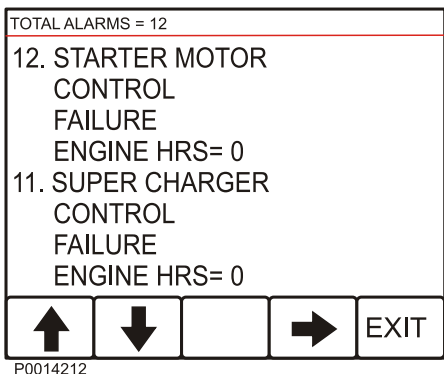 TOTAL ALARMS = 12
12. STARTER MOTOR
CONTROL
FAILURE
ENGINE HRS= 0
11. SUPER CHARGER
CONTROL
FAILURE
ENGINE HRS= 0
EXIT
P0014212